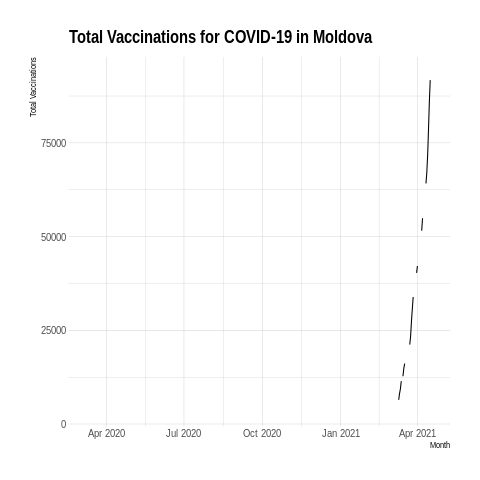 Total Vaccinations for COVID-19 in Moldova
Total Vaccinations
75000
50000
25000
0
Apr 2020 Jul 2020 Oct 2020 Jan 2021 Apr 2021
Month